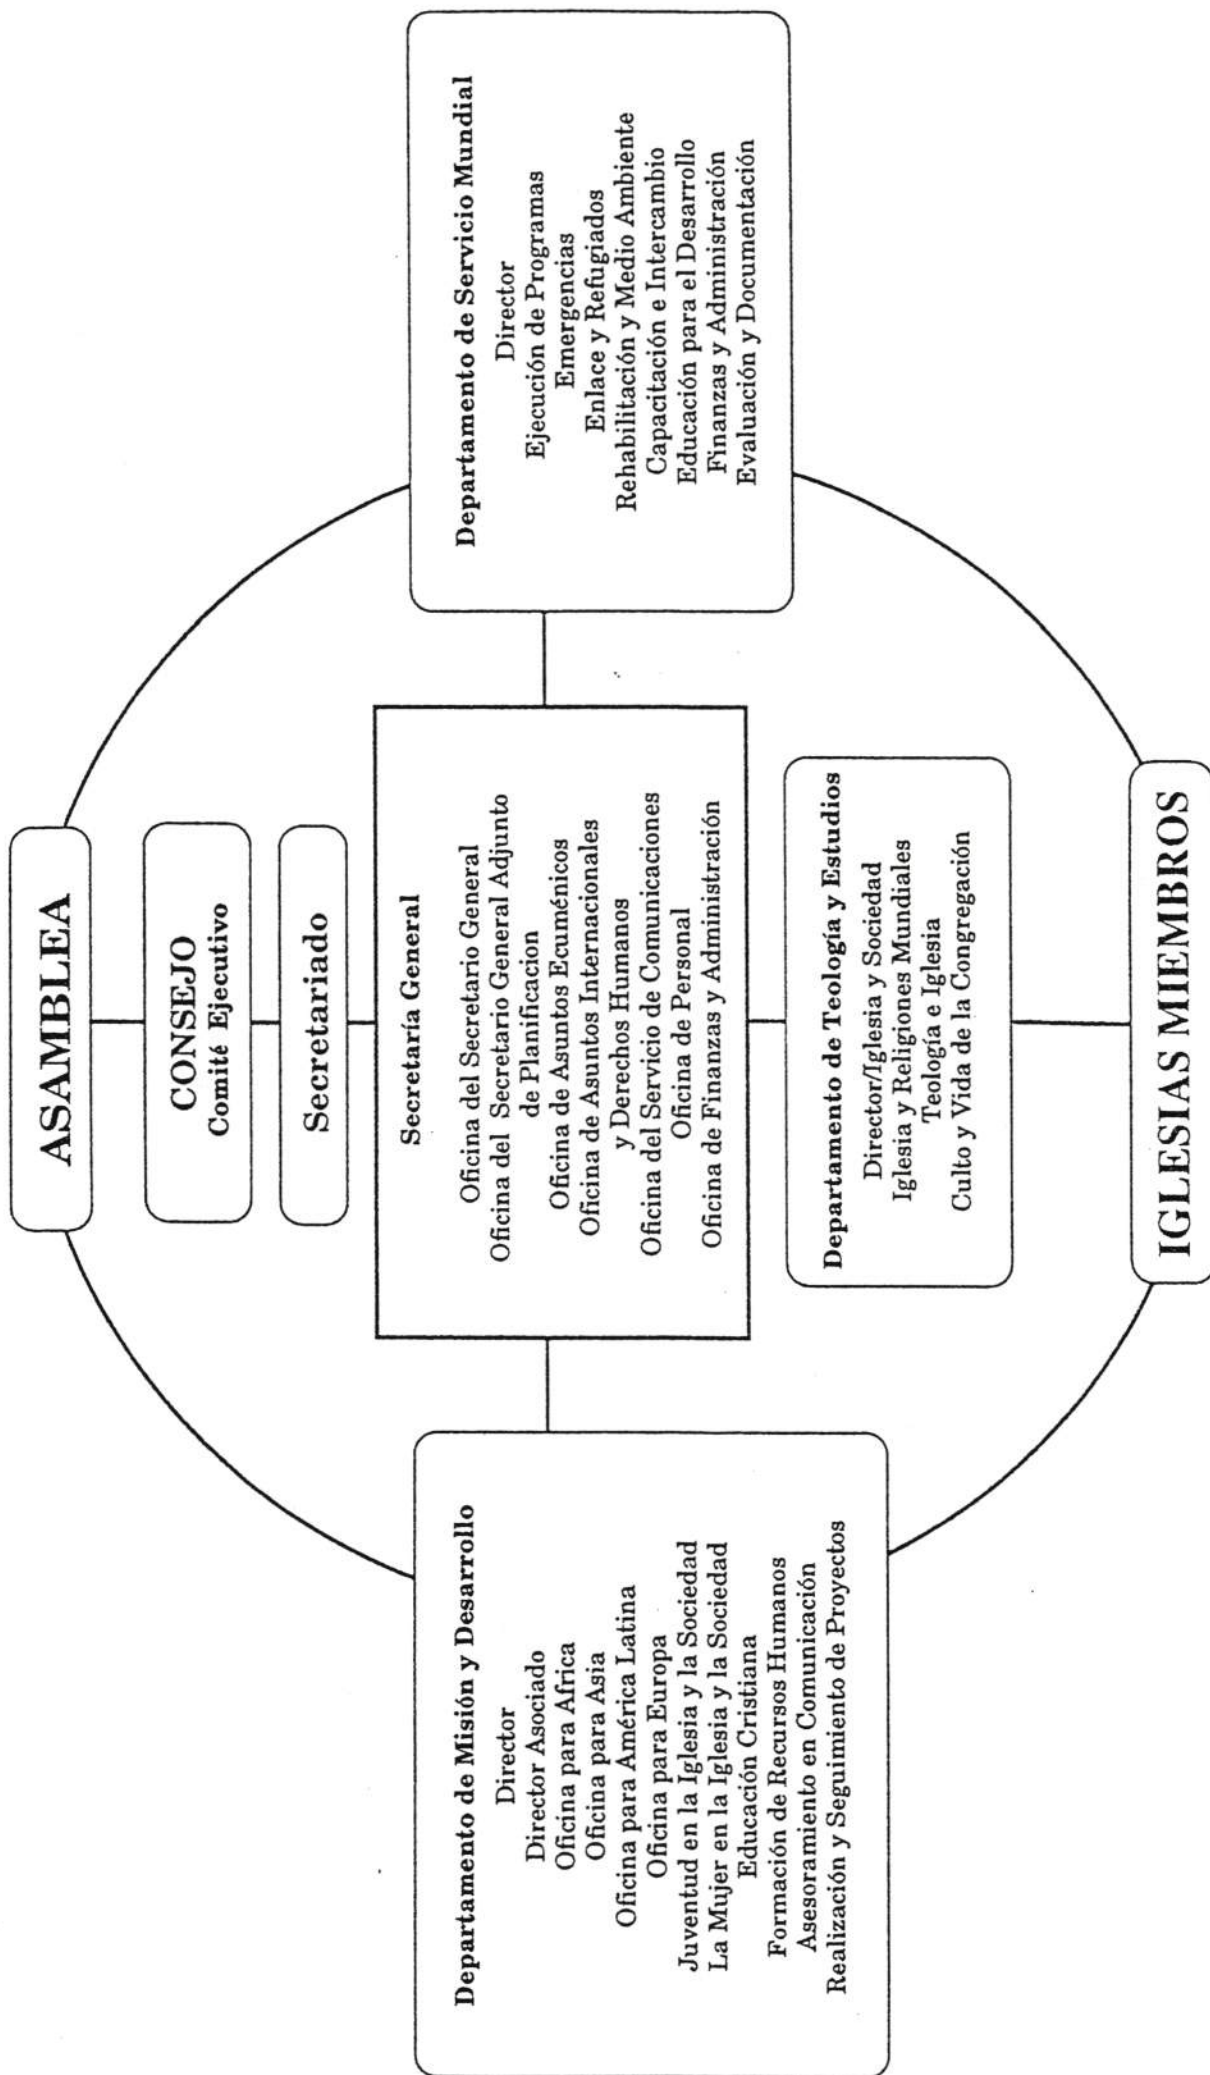 ASAMBLEA
CONSEJO
Comité Ejecutivo
Secretariado
Secretaría General
Oficina del Secretario General
Oficina del Secretario General Adjunto
de Planificacion
Oficina de Asuntos Ecuménicos
Oficina de Asuntos Internacionales
y Derechos Humanos
Oficina del Servicio de Comunicaciones
Oficina de Personal
Oficina de Finanzas y Administración
Departamento de Misión y Desarrollo
Director
Director Asociado
Oficina para Africa
Oficina para Asia
Oficina para América Latina
Oficina para Europa
Juventud en la Iglesia y la Sociedad
La Mujer en la Iglesia y la Sociedad
Educación Cristiana
Formación de Recursos Humanos
Asesoramiento en Comunicación
Realización y Seguimiento de Proyectos
Departamento de Teología y Estudios
Director/Iglesia y Sociedad
Iglesia y Religiones Mundiales
Teología e Iglesia
Culto y Vida de la Congregación
Departamento de Servicio Mundial
Director
Ejecución de Programas
Emergencias
Enlace y Refugiados
Rehabilitación y Medio Ambiente
Capacitación e Intercambio
Educación para el Desarrollo
Finanzas y Administración
Evaluación y Documentación
IGLESIAS MIEMBROS